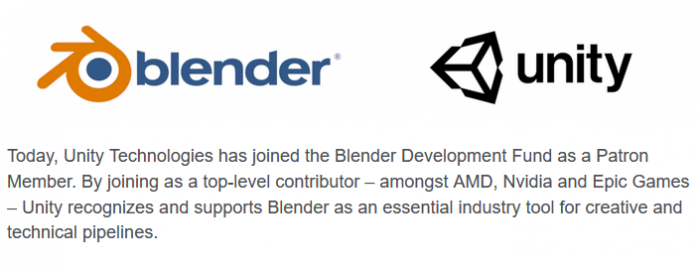 blender® unity
Today, Unity Technologies has joined the Blender Development Fund as a Patron
Member. By joining as a top-level contributor – amongst AMD, Nvidia and Epic Games
– Unity recognizes and supports Blender as an essential industry tool for creative and
technical pipelines.